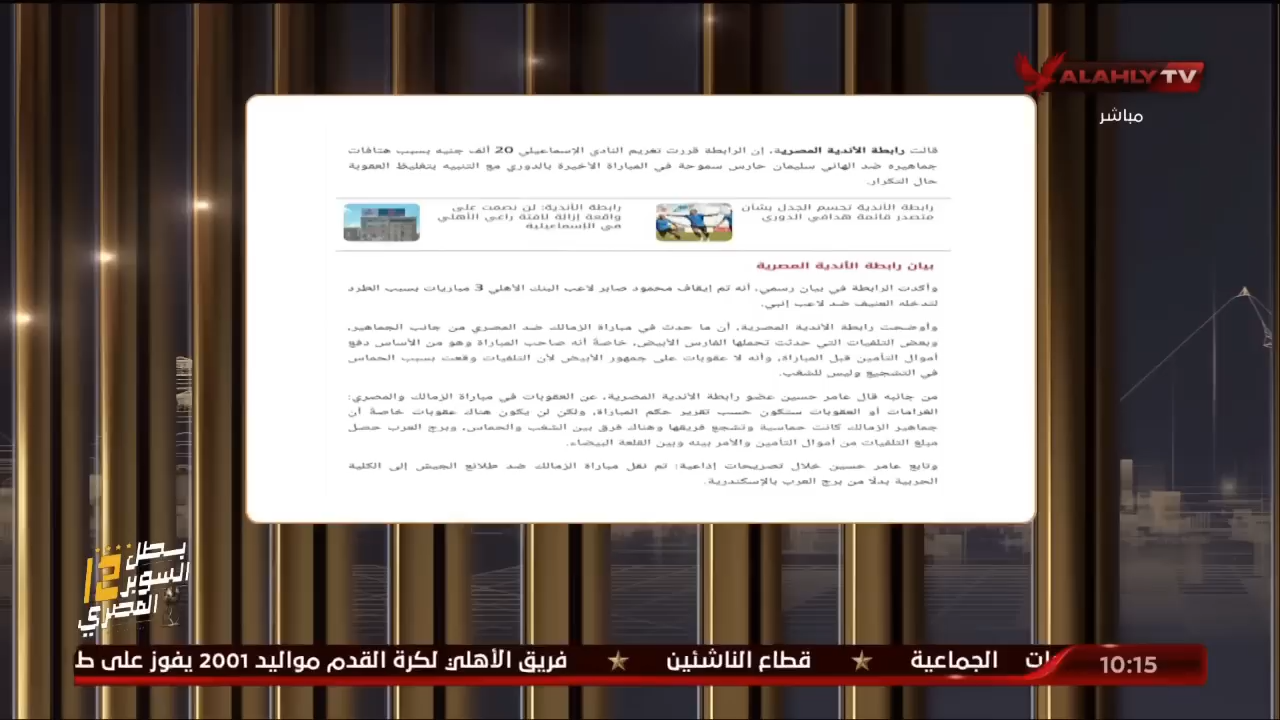 ALAHLY TV
مباشر
قالت رابطة الأندية المصرية، إن الرابطة قررت تغريم النادي الإسماعيلي 20 ألف جنيه بسبب هتافات
جماهيره ضد الهاني سليمان حارس سموحة في المباراة الأخيرة بالدوري مع التنبيه بتغليظ العقوبة
حال التكرار.
رابطة الأندية تحسم الجدل بشأن
متصدر قائمة هدافي الدوري
رابطة الأندية: لن نصمت على
واقعة إزالة لافتة راعي الأهلي
في الإسماعيلية
بيان رابطة الأندية المصرية
وأكدت الرابطة في بيان رسمي، أنه تم إيقاف محمود صابر لاعب البنك الأهلي 3 مباريات بسبب الطرد
لتدخله العنيف ضد لاعب إنبي.
وأوضحت رابطة الأندية المصرية، أن ما حدث في مباراة الزمالك ضد المصري من جانب الجماهير،
وبعض التلفيات التي حدثت تحملها الفارس الأبيض، خاصةً أنه صاحب المباراة وهو من الأساس دفع
أموال التأمين قبل المباراة، وأنه لا عقوبات على جمهور الأبيض لأن التلفيات وقعت بسبب الحماس
في التشجيع وليس للشغب.
من جانبه قال عامر حسين عضو رابطة الأندية المصرية، عن العقوبات في مباراة الزمالك والمصري:
الغرامات أو العقوبات ستكون حسب تقرير حكم المباراة، ولكن لن يكون هناك عقوبات خاصةً أن
جماهير الزمالك كانت حماسية وتشجع فريقها وهناك فرق بين الشغب والحماس، وبرج العرب حصل
مبلغ التلفيات من أموال التأمين والأمر بينه وبين القلعة البيضاء.
وتابع عامر حسين خلال تصريحات إذاعية: تم نقل مباراة الزمالك ضد طلائع الجيش إلى الكلية
الحربية بدلًا من برج العرب بالإسكندرية.
بطل
السوبر 12
المصري
الجماعية ★ قطاع الناشئين ★ فريق الأهلي لكرة القدم مواليد 2001 يفوز على
10:15